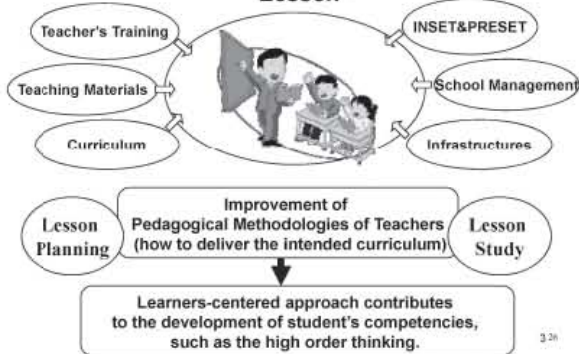 Lesson
Teacher's Training
INSET&PRESET
Teaching Materials
School Management
Curriculum
Infrastructures
Lesson
Planning
Improvement of
Pedagogical Methodologies of Teachers
(how to deliver the intended curriculum)
Lesson
Study
Learners-centered approach contributes
to the development of student's competencies,
such as the high order thinking.